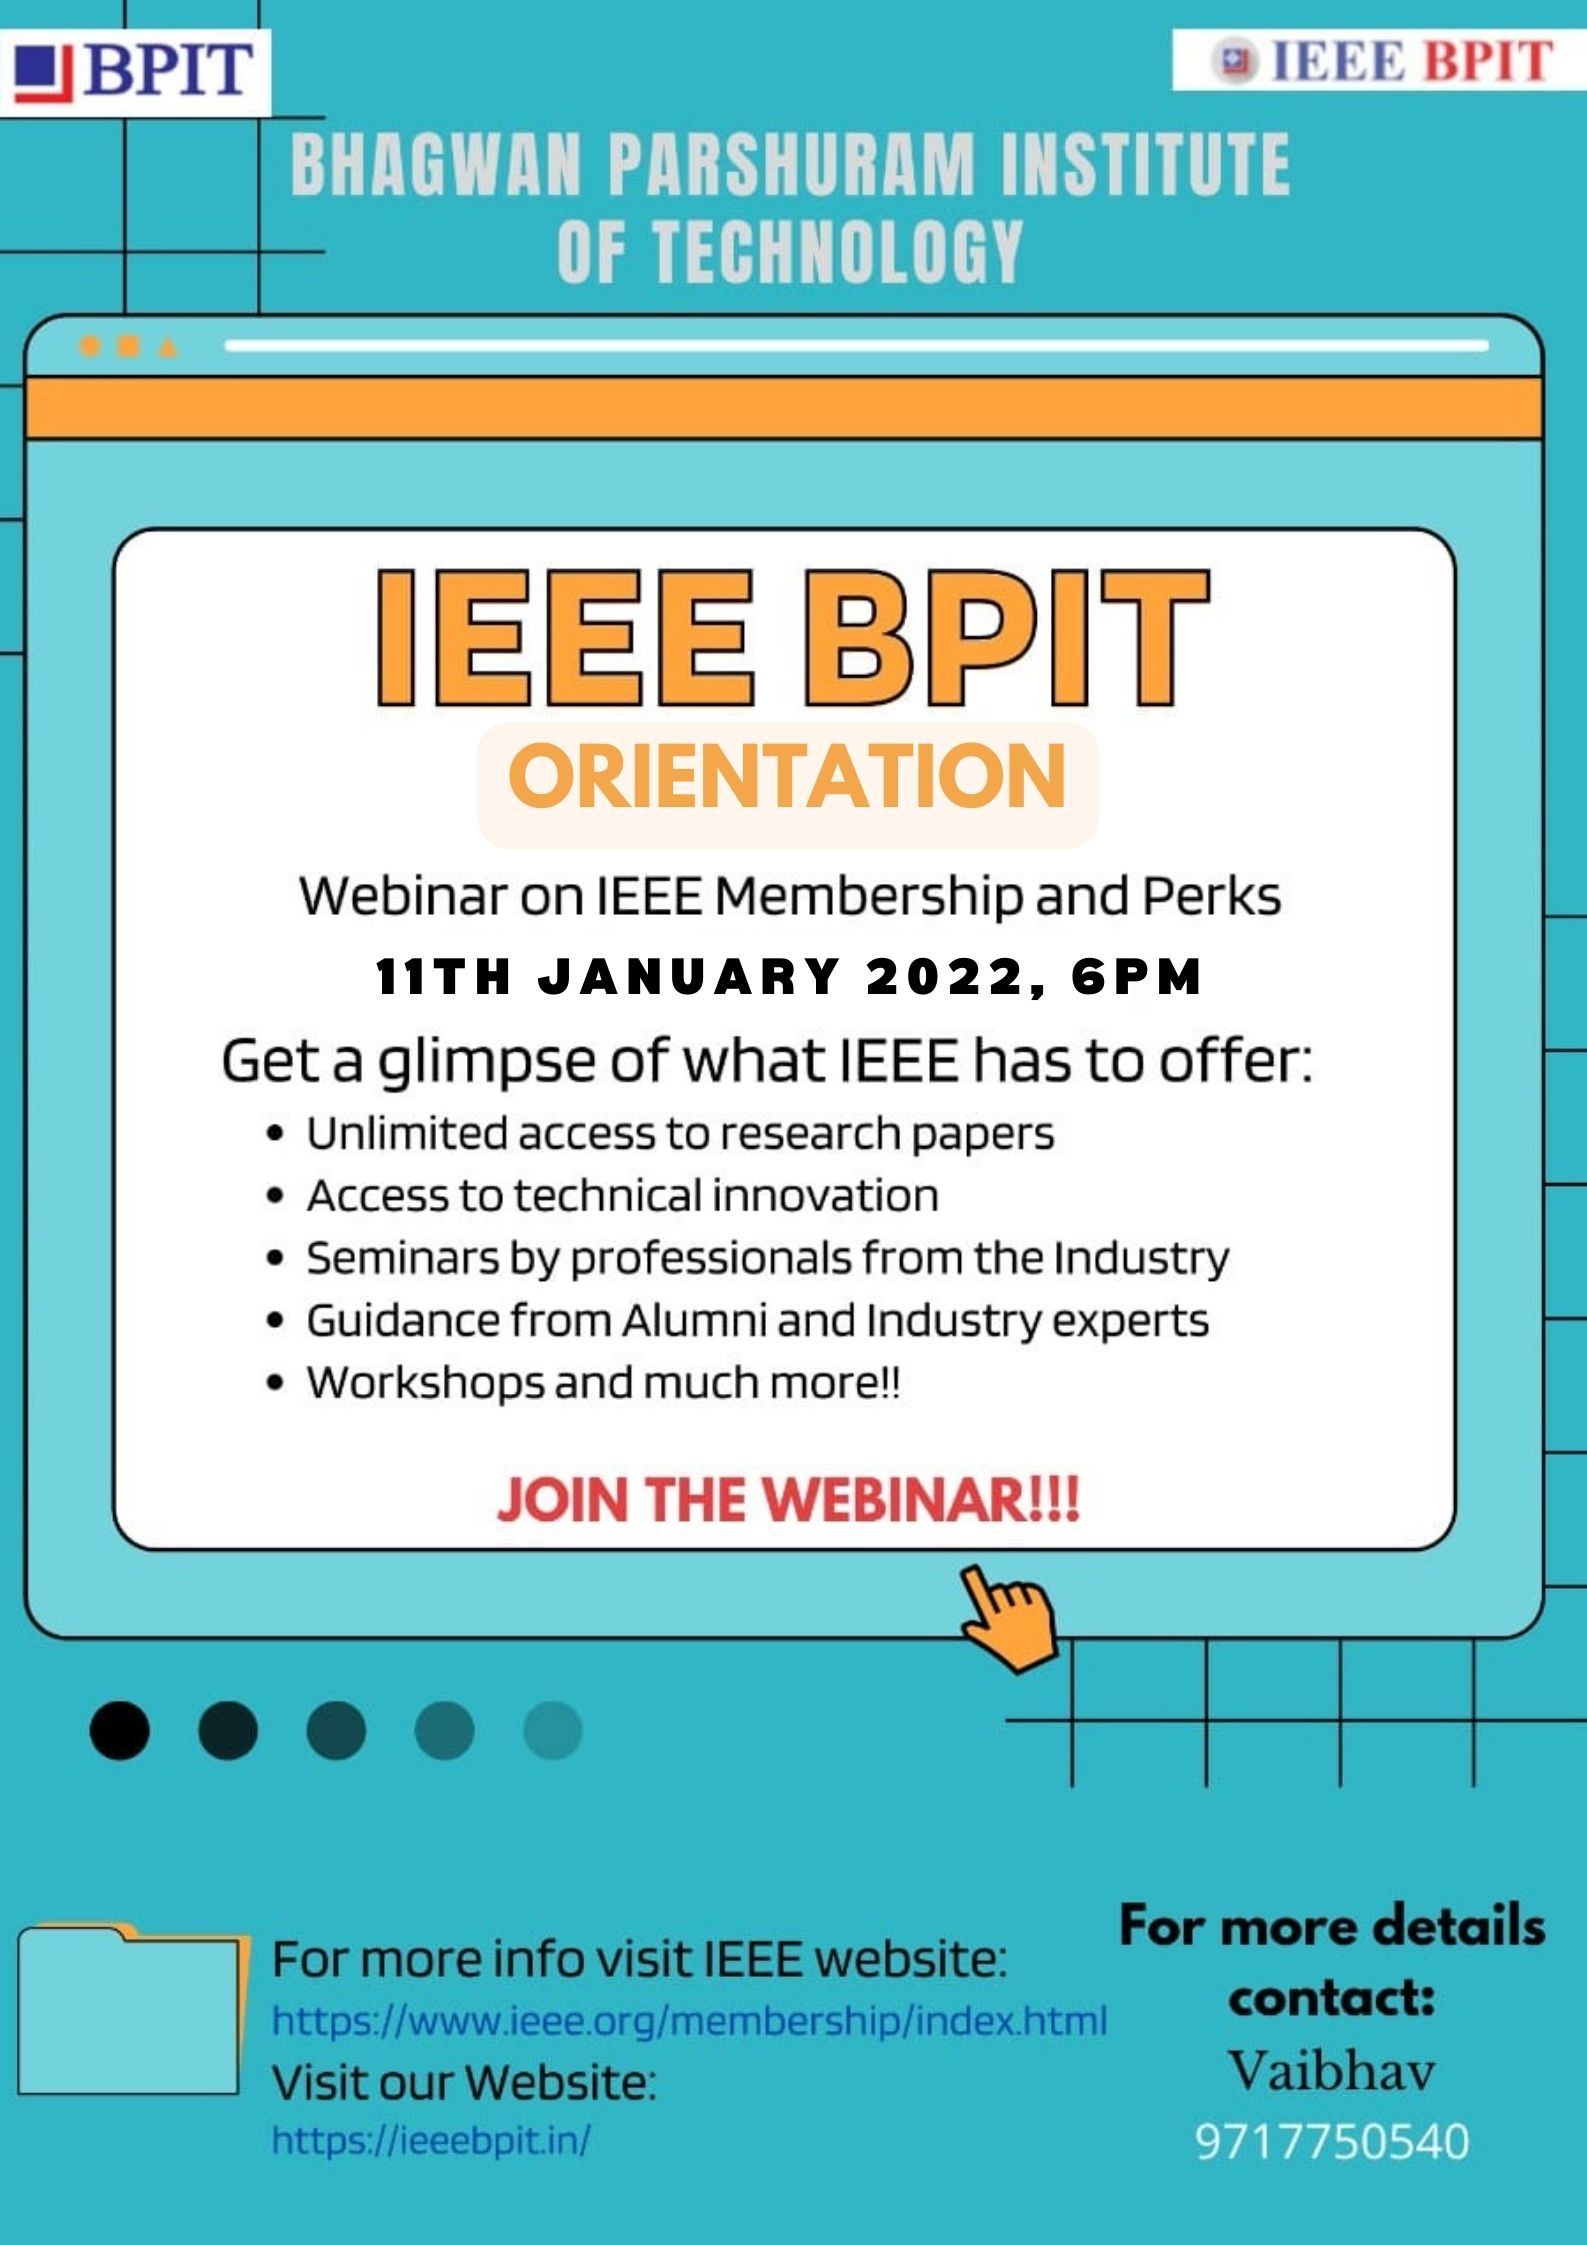 BPIT
IEEE BPIT
BHAGWAN PARSHURAM INSTITUTE
OF TECHNOLOGY
IEEE BPIT
ORIENTATION
Webinar on IEEE Membership and Perks
11TH JANUARY 2022, 6PM
Get a glimpse of what IEEE has to offer:
• Unlimited access to research papers
• Access to technical innovation
• Seminars by professionals from the Industry
• Guidance from Alumni and Industry experts
• Workshops and much more!!
JOIN THE WEBINAR!!!
For more info visit IEEE website:
https://www.ieee.org/membership/index.html
Visit our Website:
https://ieeebpit.in/
For more details
contact:
Vaibhav
9717750540